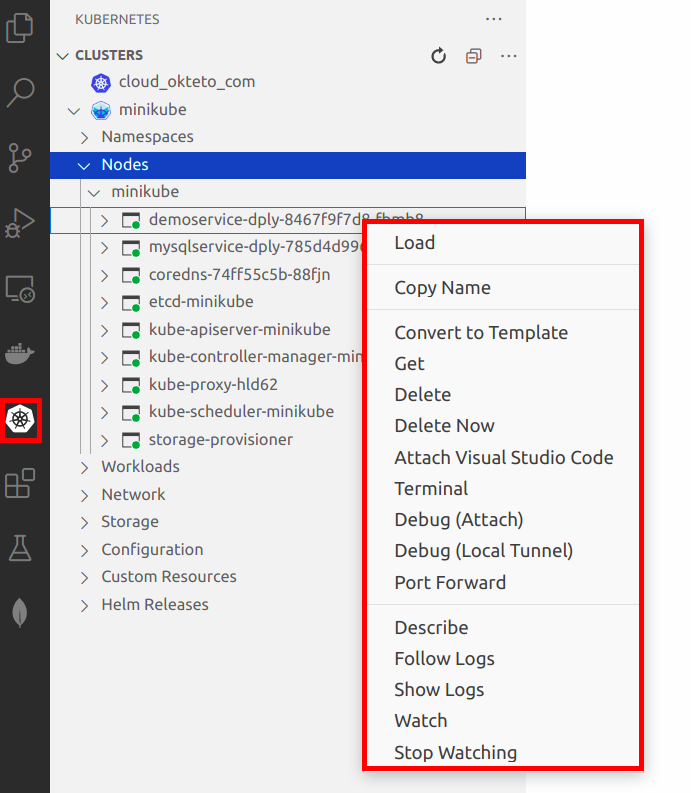 KUBERNETES
CLUSTERS
cloud_okteto_com
minikube
Namespaces
Nodes
minikube
demoservice-dply-8467f9f7d8-fbmb8
mysqlservice-dply-785d4d99
coredns-74ff55c5b-88fjn
etcd-minikube
kube-apiserver-minikube
kube-controller-manager-min
kube-proxy-hld62
kube-scheduler-minikube
storage-provisioner
Workloads
Network
Storage
Configuration
Custom Resources
Helm Releases
Load
Copy Name
Convert to Template
Get
Delete
Delete Now
Attach Visual Studio Code
Terminal
Debug (Attach)
Debug (Local Tunnel)
Port Forward
Describe
Follow Logs
Show Logs
Watch
Stop Watching